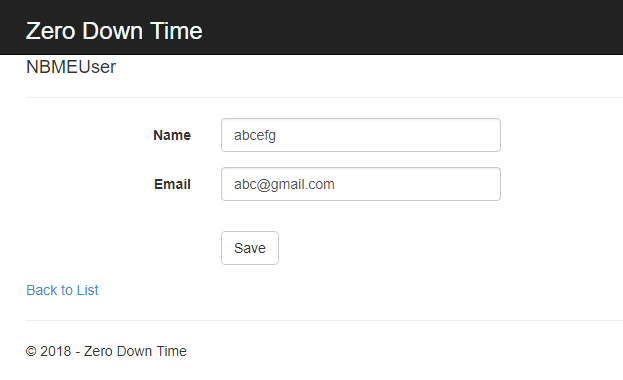 Zero Down Time
NBMEUser
Name abcefg
Email abc@gmail.com
Save
Back to List
© 2018 - Zero Down Time